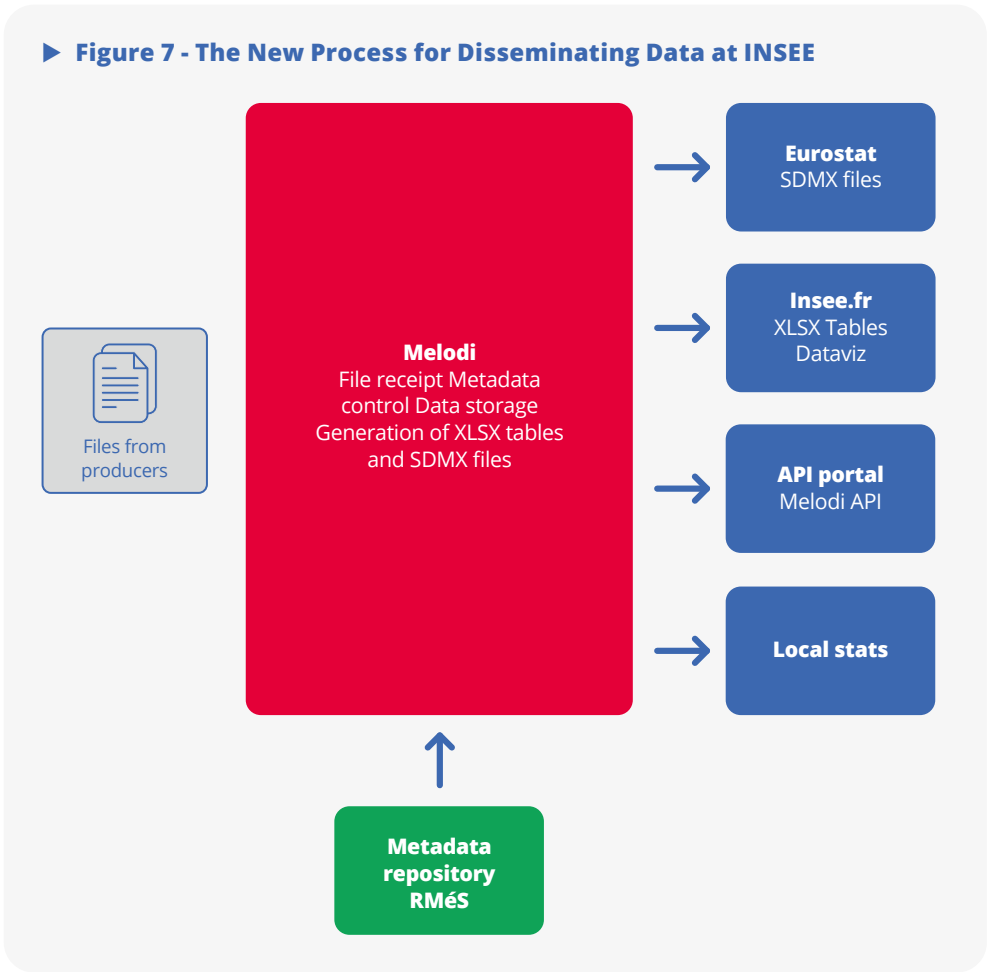 Figure 7 - The New Process for Disseminating Data at INSEE
Files from
producers
Melodi
File receipt Metadata
control Data storage
Generation of XLSX tables
and SDMX files
Eurostat
SDMX files
Insee.fr
XLSX Tables
Dataviz
API portal
Melodi API
Local stats
Metadata
repository
RMéS